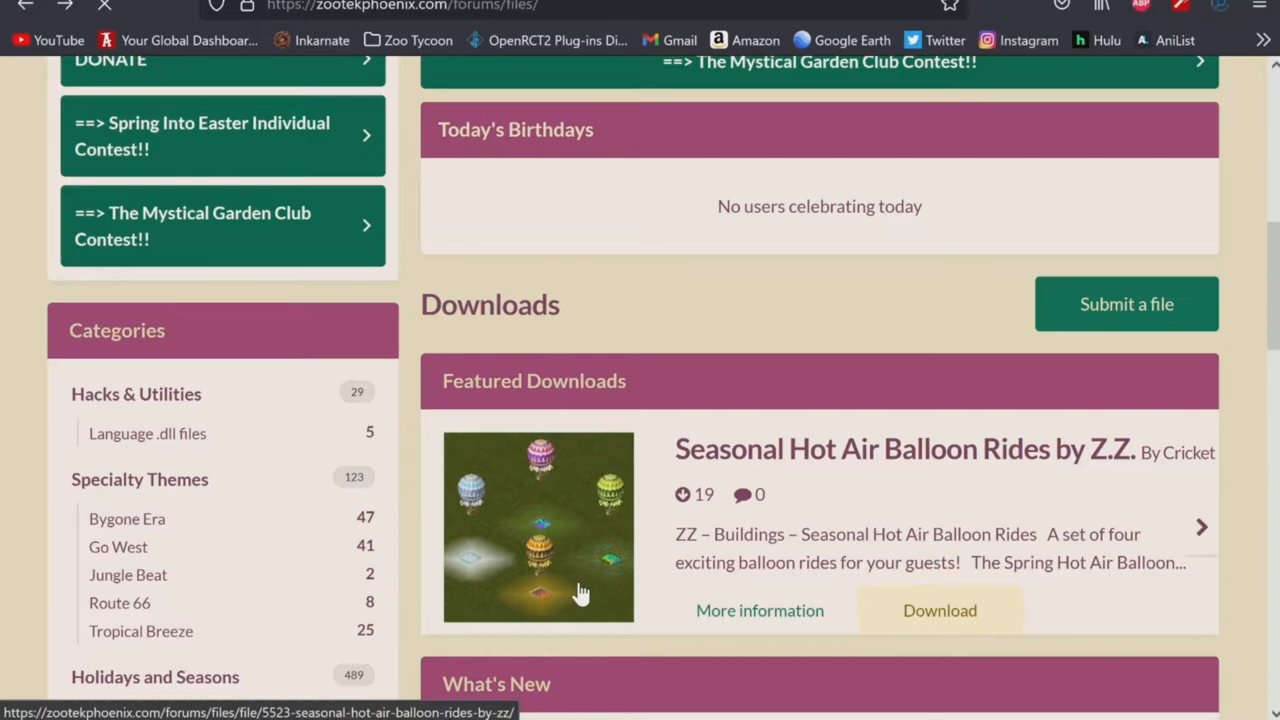 https://zootekphoenix.com/forums/files/
YouTube
Your Global Dashboar...
Inkarnate
Zoo Tycoon
OpenRCT2 Plug-ins Di...
Gmail
Amazon
Google Earth
Twitter
Instagram
Hulu
AniList
DONATE
==> Spring Into Easter Individual
Contest!!
==> The Mystical Garden Club
Contest!!
Categories
Hacks & Utilities 29
Language .dll files 5
Specialty Themes 123
Bygone Era 47
Go West 41
Jungle Beat 2
Route 66 8
Tropical Breeze 25
Holidays and Seasons 489
==> The Mystical Garden Club Contest!!
Today's Birthdays
No users celebrating today
Downloads
Submit a file
Featured Downloads
Seasonal Hot Air Balloon Rides by Z.Z. By Cricket
19 0
ZZ – Buildings – Seasonal Hot Air Balloon Rides A set of four
exciting balloon rides for your guests! The Spring Hot Air Balloon...
More information Download
What's New
https://zootekphoenix.com/forums/files/file/5523-seasonal-hot-air-balloon-rides-by-zz/